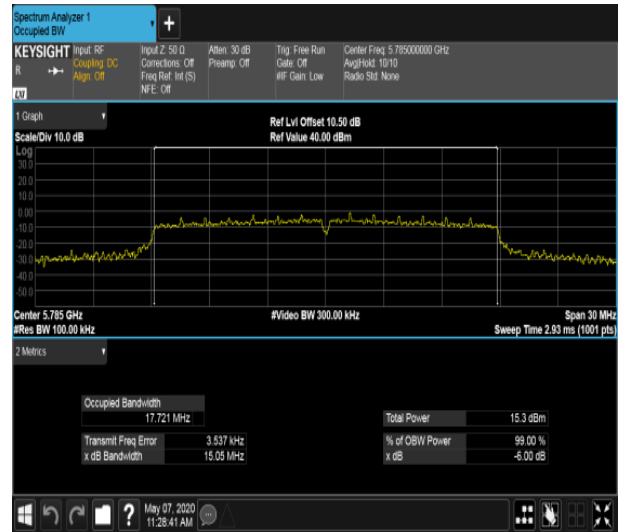 Spectrum Analyzer 1
Occupied BW
+
KEYSIGHT
R
LXI
Input: RF
Coupling: DC
Align: Off
Input Z: 50 Ω
Corrections: Off
Freq Ref: Int (S)
NFE: Off
Atten: 30 dB
Preamp: Off
Trig: Free Run
Gate: Off
#IF Gain: Low
Center Freq: 5.785000000 GHz
Avg|Hold: 10/10
Radio Std: None
1 Graph
Scale/Div 10.0 dB
Ref Lvl Offset 10.50 dB
Ref Value 40.00 dBm
Log
30.0
20.0
10.0
0.00
-10.0
-20.0
-30.0
-40.0
-50.0
Center 5.785 GHz
#Res BW 100.00 kHz
#Video BW 300.00 kHz
Span 30 MHz
Sweep Time 2.93 ms (1001 pts)
2 Metrics
Occupied Bandwidth
17.721 MHz
Transmit Freq Error 3.537 kHz
x dB Bandwidth 15.05 MHz
Total Power 15.3 dBm
% of OBW Power 99.00 %
x dB -6.00 dB
?
May 07, 2020
11:28:41 AM